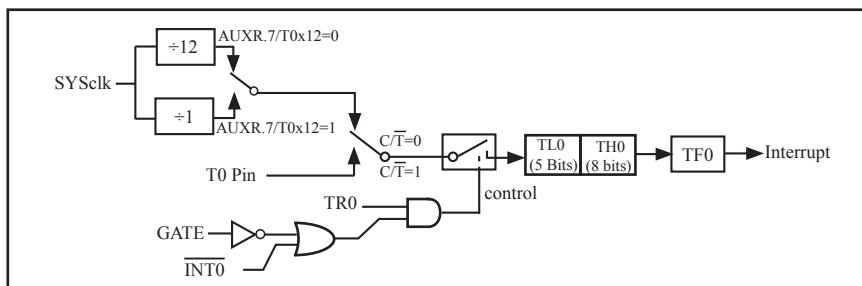 ÷12
AUXR.7/T0x12=0
SYSclk
÷1
AUXR.7/T0x12=1
C/T̅=0
C/T̅=1
T0 Pin
TL0
(5 Bits)
TH0
(8 bits)
TF0
Interrupt
control
TR0
GATE
I̅N̅T̅0̅